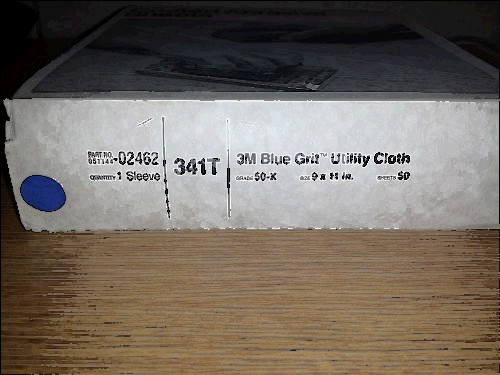 PART NO. 051144-02462
QUANTITY 1 Sleeve
341T
3M Blue Grit™ Utility Cloth
GRADE 50-X SIZE 9 x 11 in. SHEETS 50